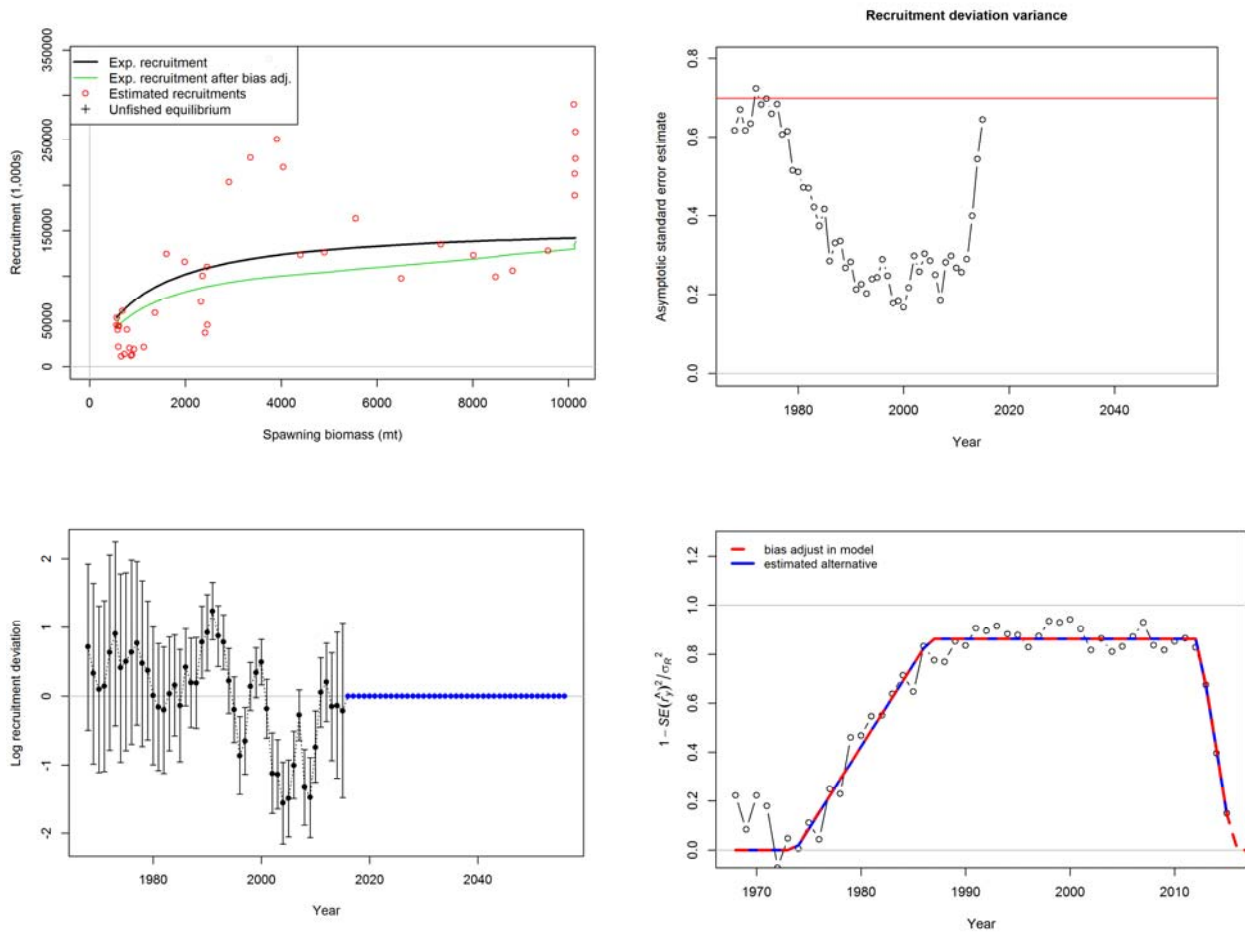 350000
250000
150000
100000
50000
0
Recruitment (1,000s)
Exp. recruitment
Exp. recruitment after bias adj.
Estimated recruitments
Unfished equilibrium
0 2000 4000 6000 8000 10000
Spawning biomass (mt)
Recruitment deviation variance
0.8
0.6
0.4
0.2
0.0
Asymptotic standard error estimate
1980 2000 2020 2040
Year
2
1
0
-1
-2
Log recruitment deviation
1980 2000 2020 2040
Year
1.2
1.0
0.8
0.6
0.4
0.2
0.0
1 − SE(r̂y)²/σR²
bias adjust in model
estimated alternative
1970 1980 1990 2000 2010
Year